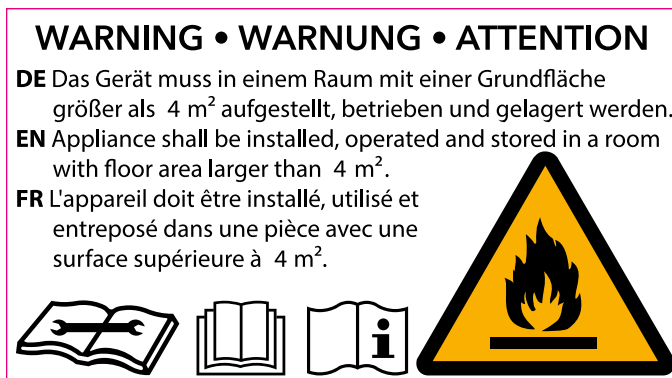 WARNING • WARNUNG • ATTENTION
DE Das Gerät muss in einem Raum mit einer Grundfläche
größer als 4 m² aufgestellt, betrieben und gelagert werden.
EN Appliance shall be installed, operated and stored in a room
with floor area larger than 4 m².
FR L'appareil doit être installé, utilisé et
entreposé dans une pièce avec une
surface supérieure à 4 m².
i